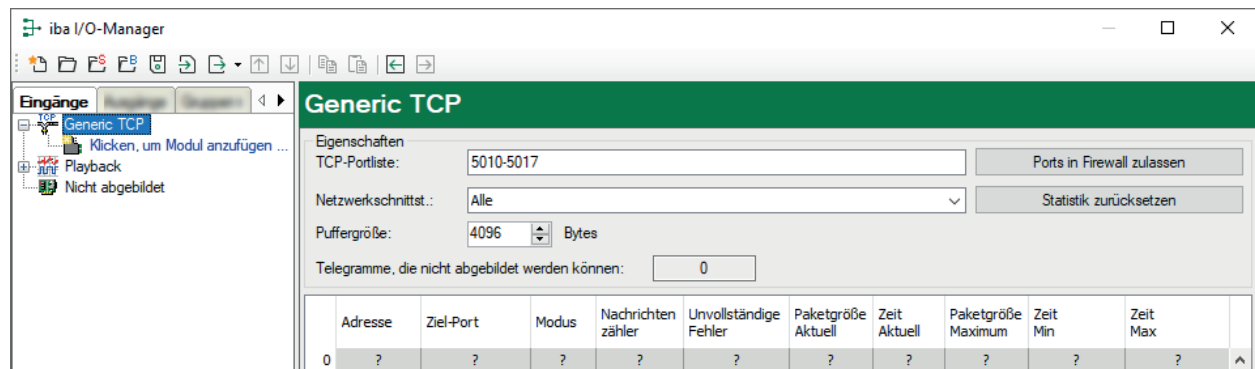 iba I/O-Manager
Eingänge
Generic TCP
Generic TCP
Klicken, um Modul anzufügen ...
Playback
Nicht abgebildet
Eigenschaften
TCP-Portliste: 5010-5017 Ports in Firewall zulassen
Netzwerkschnittst.: Alle Statistik zurücksetzen
Puffergröße: 4096 Bytes
Telegramme, die nicht abgebildet werden können: 0
Adresse Ziel-Port Modus Nachrichten zähler Unvollständige Fehler Paketgröße Aktuell Zeit Aktuell Paketgröße Maximum Zeit Min Zeit Max
0 ? ? ? ? ? ? ? ? ? ?